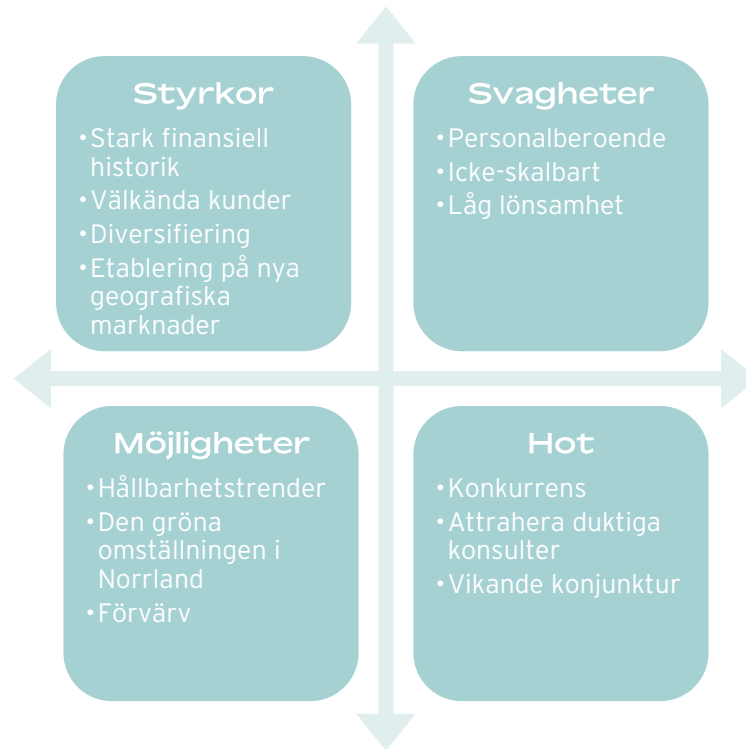 Styrkor
•Stark finansiell
historik
•Välkända kunder
•Diversifiering
•Etablering på nya
geografiska
marknader
Svagheter
•Personalberoende
•Icke-skalbart
•Låg lönsamhet
Möjligheter
•Hållbarhetstrender
•Den gröna
omställningen i
Norrland
•Förvärv
Hot
•Konkurrens
•Attrahera duktiga
konsulter
•Vikande konjunktur